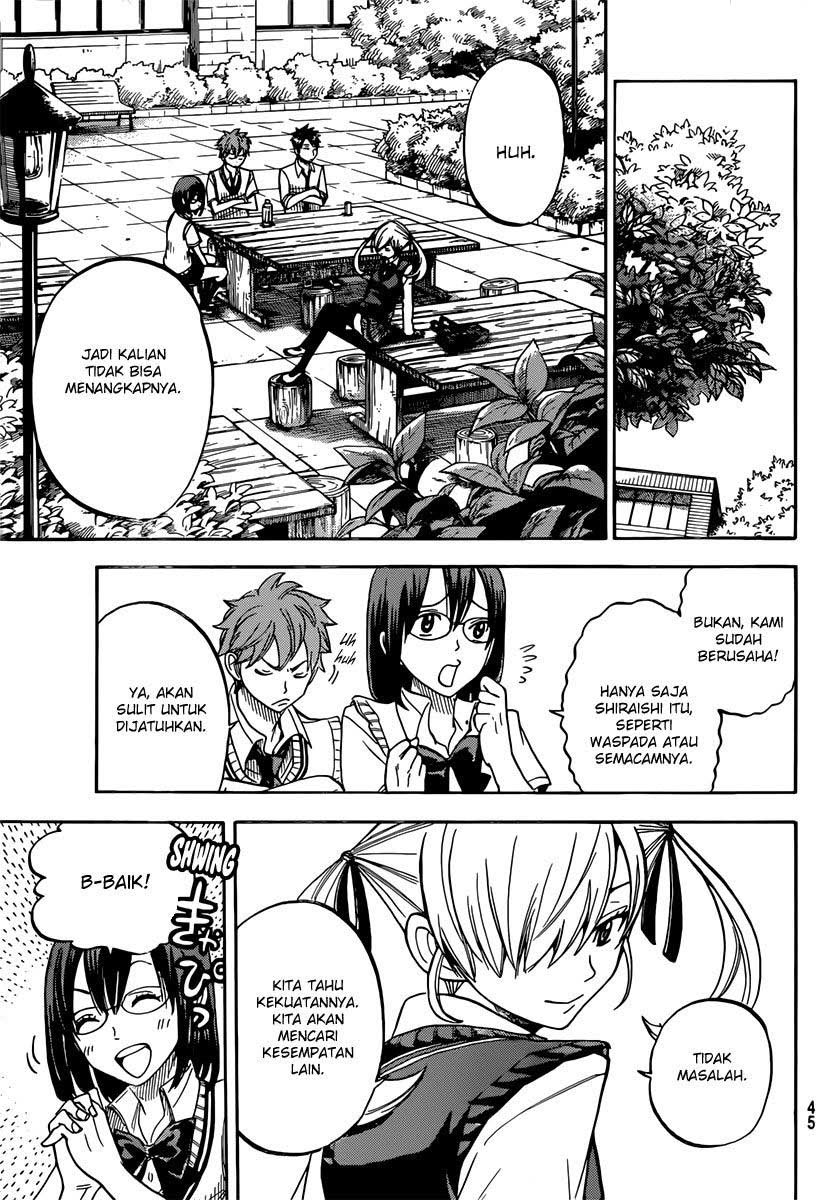 HUH.
JADI KALIAN
TIDAK BISA
MENANGKAPNYA.
BUKAN, KAMI
SUDAH
BERUSAHA!
HANYA SAJA
SHIRAISHI ITU,
SEPERTI
WASPADA ATAU
SEMACAMNYA.
UH
HUH
YA, AKAN
SULIT UNTUK
DIJATUHKAN.
TIDAK
MASALAH.
KITA TAHU
KEKUATANNYA.
KITA AKAN
MENCARI
KESEMPATAN
LAIN.
SHWING
きゃぴっ
B-BAIK!
45